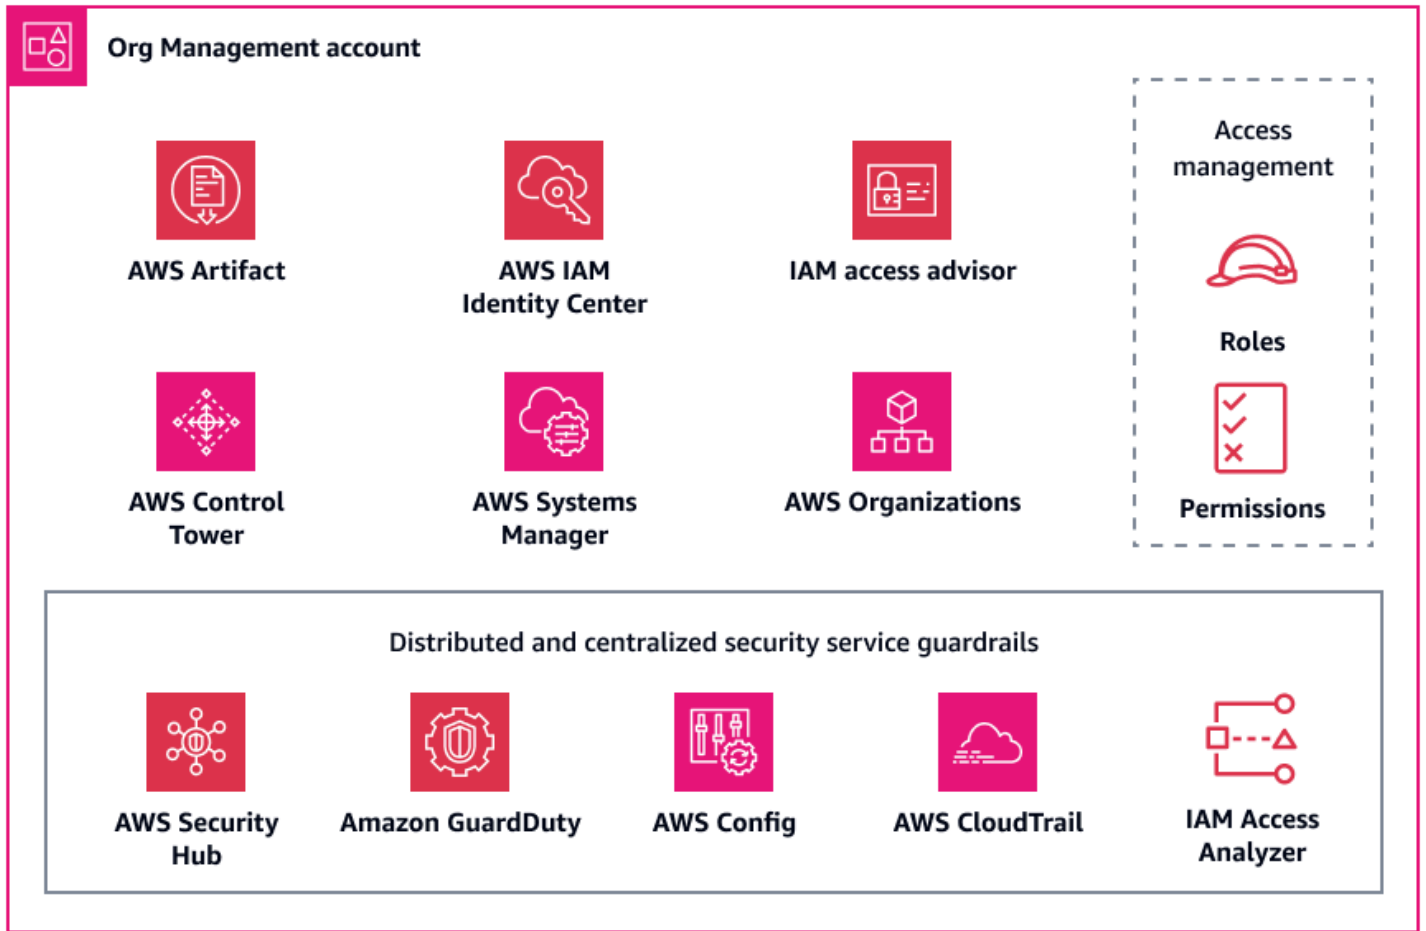 Org Management account
AWS Artifact
AWS IAM
Identity Center
IAM access advisor
Access
management
Roles
Permissions
AWS Control
Tower
AWS Systems
Manager
AWS Organizations
Distributed and centralized security service guardrails
AWS Security
Hub
Amazon GuardDuty
AWS Config
AWS CloudTrail
IAM Access
Analyzer